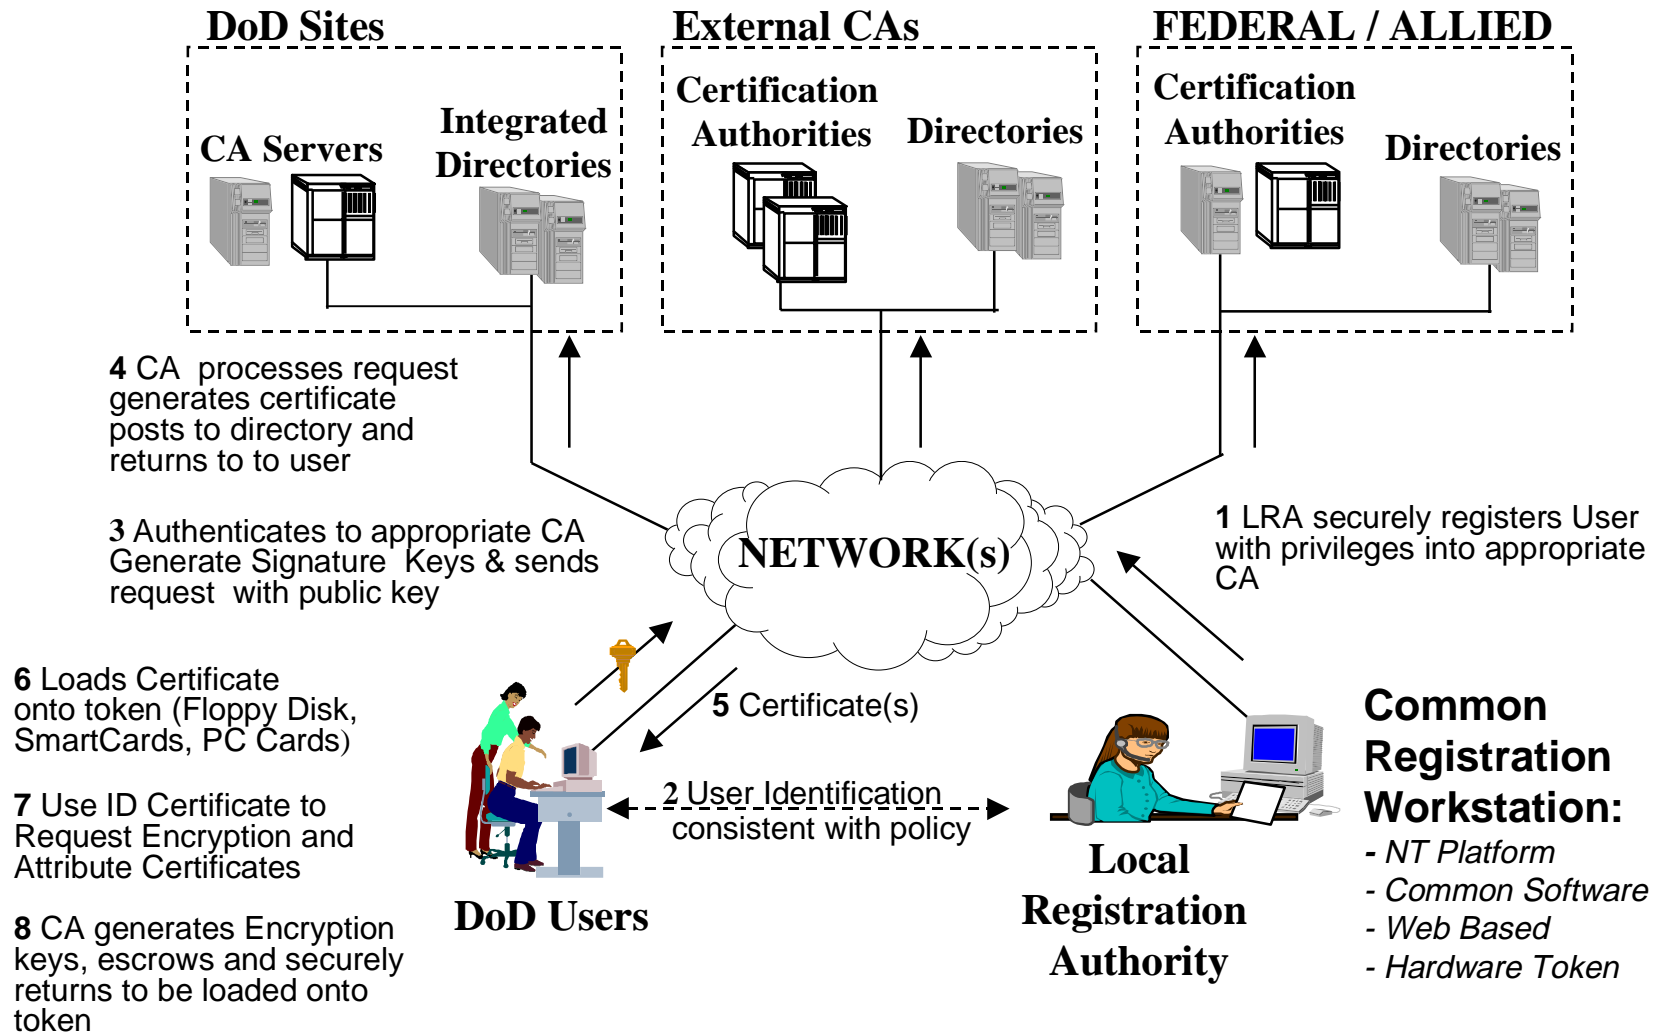 DoD Sites
External CAs
FEDERAL / ALLIED
CA Servers
Integrated
Directories
Certification
Authorities
Directories
Certification
Authorities
Directories
4 CA processes request
generates certificate
posts to directory and
returns to to user
3 Authenticates to appropriate CA
Generate Signature Keys & sends
request with public key
NETWORK(s)
1 LRA securely registers User
with privileges into appropriate
CA
6 Loads Certificate
onto token (Floppy Disk,
SmartCards, PC Cards)
5 Certificate(s)
7 Use ID Certificate to
Request Encryption and
Attribute Certificates
2 User Identification
consistent with policy
8 CA generates Encryption
keys, escrows and securely
returns to be loaded onto
token
DoD Users
Local
Registration
Authority
Common
Registration
Workstation:
- NT Platform
- Common Software
- Web Based
- Hardware Token